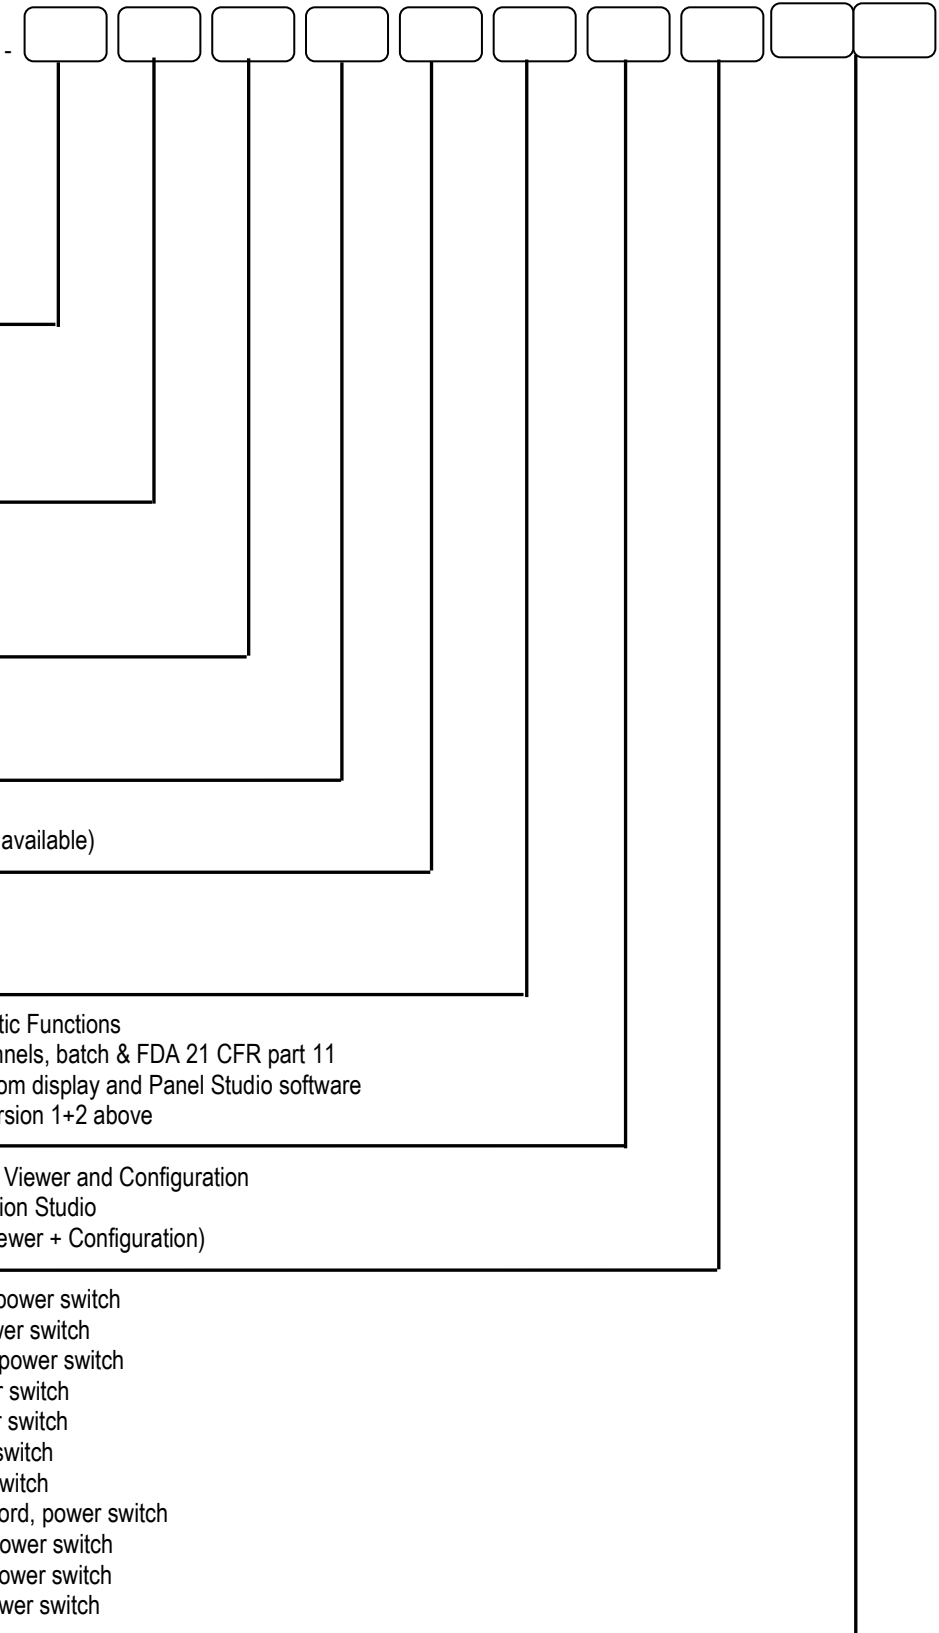 -
available)
tic Functions
nnels, batch & FDA 21 CFR part 11
om display and Panel Studio software
rsion 1+2 above
Viewer and Configuration
ion Studio
ewer + Configuration)
power switch
ver switch
power switch
r switch
r switch
switch
witch
ord, power switch
ower switch
ower switch
wer switch